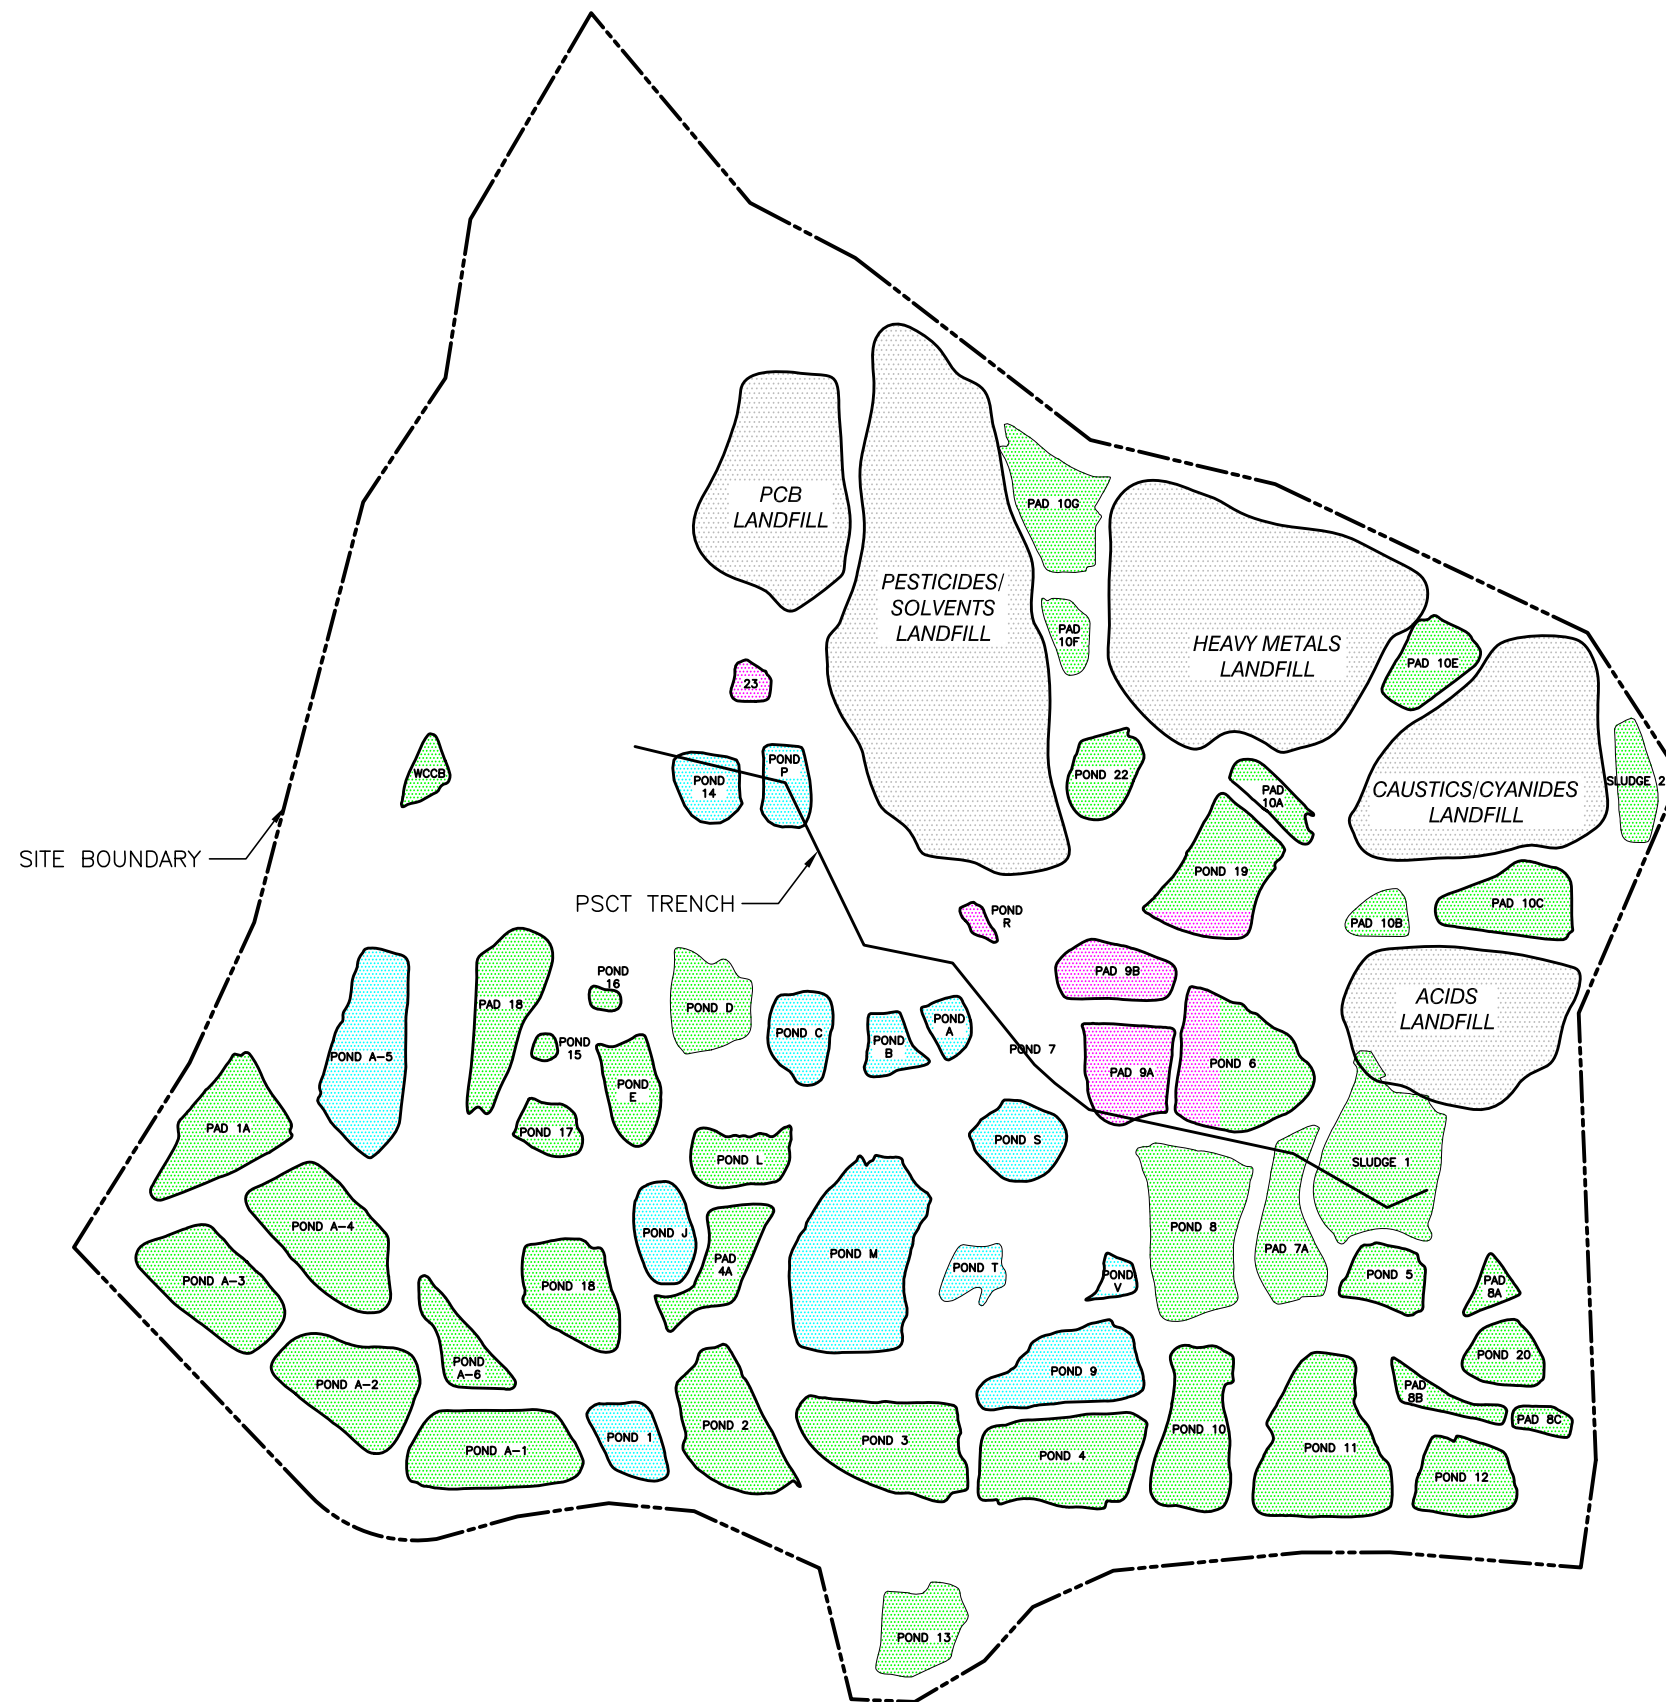 PCB
LANDFILL
PAD 10G
PESTICIDES/
SOLVENTS
LANDFILL
PAD
10F
HEAVY METALS
LANDFILL
PAD 10E
23
WCCB
POND
14
POND
P
POND 22
PAD
10A
CAUSTICS/CYANIDES
LANDFILL
SLUDGE 2
SITE BOUNDARY
PSCT TRENCH
POND 19
POND
R
PAD 10B
PAD 10C
PAD 9B
POND
16
PAD 18
POND D
POND C
POND
B
POND
A
ACIDS
LANDFILL
POND A-5
POND
15
POND 7
POND
E
PAD 9A
POND 6
PAD 1A
POND 17
POND L
POND S
SLUDGE 1
POND A-4
POND J
PAD
4A
POND M
POND 8
PAD 7A
POND A-3
POND 18
POND T
POND
V
POND 5
PAD
8A
POND
A-6
POND A-2
POND 9
POND 20
PAD
8B
PAD 8C
POND A-1
POND 1
POND 2
POND 3
POND 4
POND 10
POND 11
POND 12
POND 13